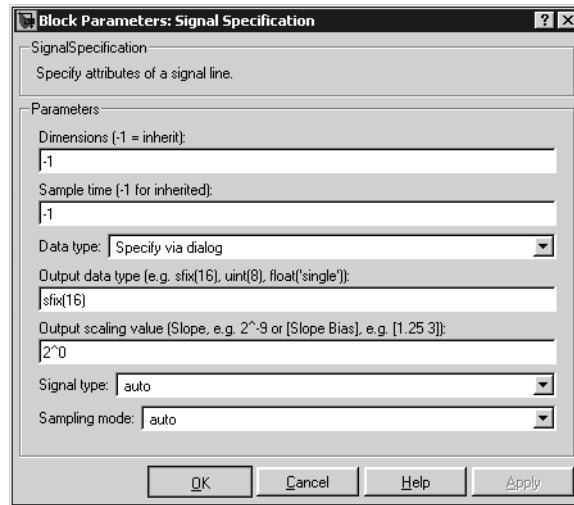 Block Parameters: Signal Specification
SignalSpecification
Specify attributes of a signal line.
Parameters
Dimensions (-1 = inherit):
-1
Sample time (-1 for inherited):
-1
Data type: Specify via dialog
Output data type (e.g. sfix(16), uint(8), float('single')):
sfix(16)
Output scaling value (Slope, e.g. 2^-9 or [Slope Bias], e.g. [1.25 3]):
2^0
Signal type: auto
Sampling mode: auto
OK Cancel Help Apply